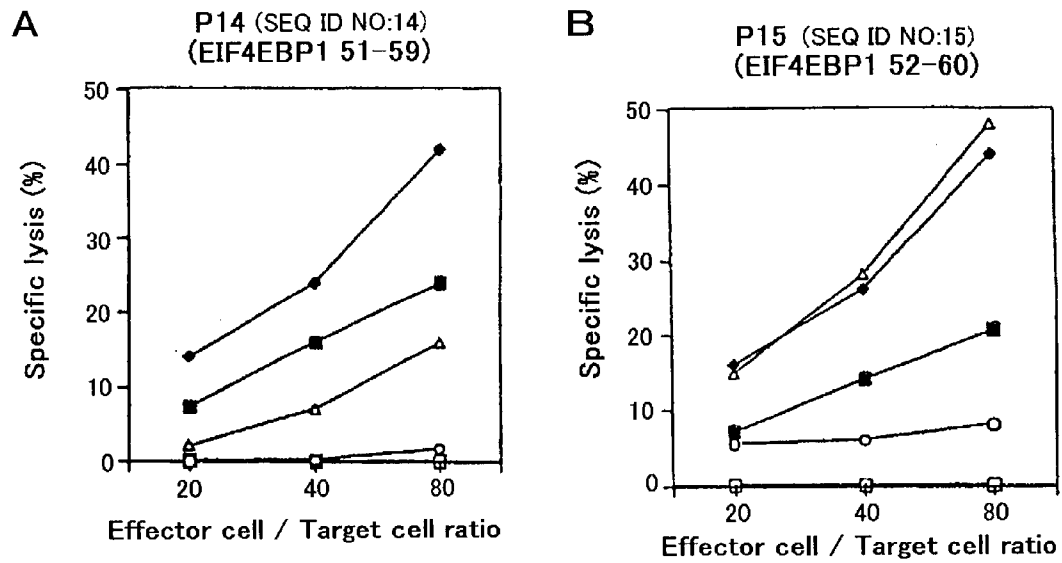 A
P14 (SEQ ID NO:14)
(EIF4EBP1 51-59)
50
40
30
20
10
0
Specific lysis (%)
20 40 80
Effector cell / Target cell ratio
B
P15 (SEQ ID NO:15)
(EIF4EBP1 52-60)
50
40
30
20
10
0
Specific lysis (%)
20 40 80
Effector cell / Target cell ratio